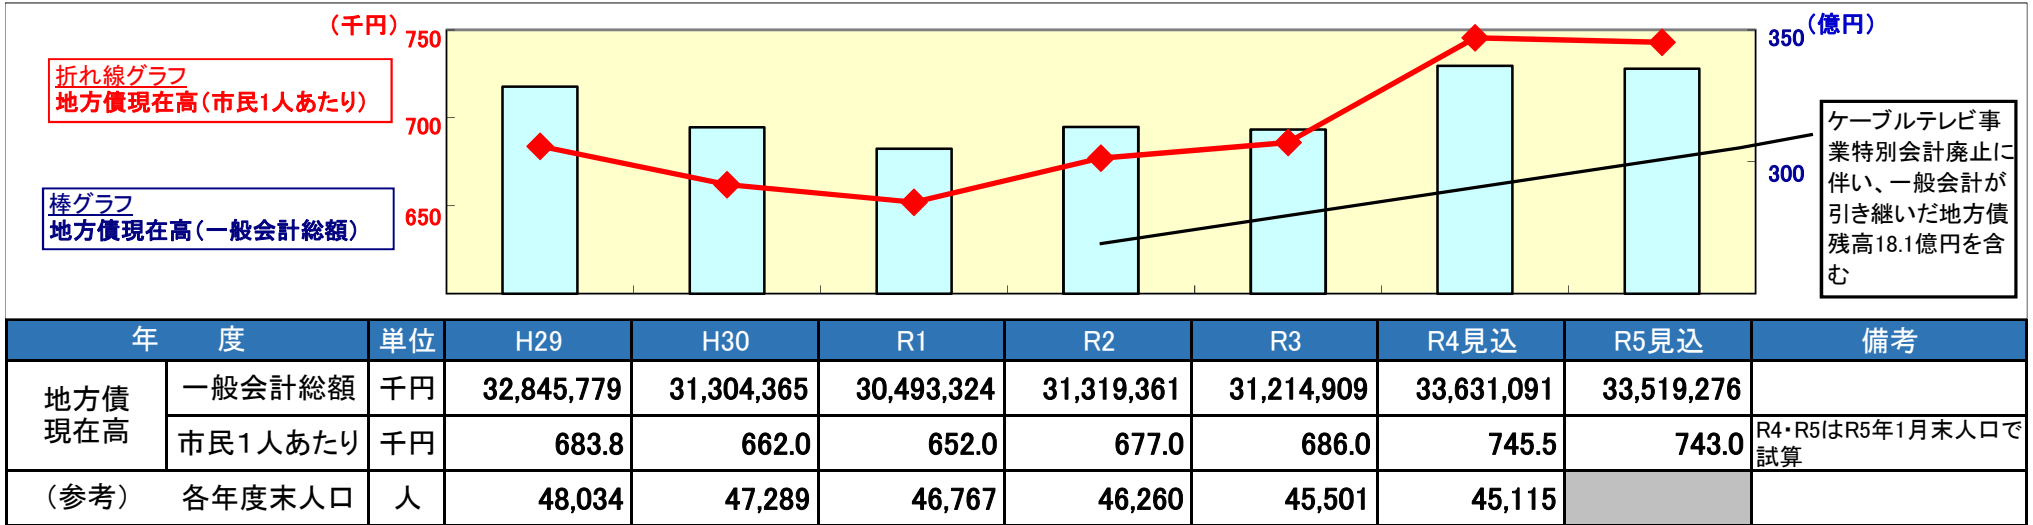 （千円）
750
350
（億円）
折れ線グラフ
地方債現在高（市民1人あたり）
700
ケーブルテレビ事
業特別会計廃止に
伴い、一般会計が
引き継いだ地方債
残高18.1億円を含
む
300
棒グラフ
地方債現在高（一般会計総額）
650
年　度 単位 H29 H30 R1 R2 R3 R4見込 R5見込 備考
地方債
現在高
一般会計総額 千円 32,845,779 31,304,365 30,493,324 31,319,361 31,214,909 33,631,091 33,519,276
市民１人あたり 千円 683.8 662.0 652.0 677.0 686.0 745.5 743.0
R4・R5はR5年1月末人口で
試算
（参考） 各年度末人口 人 48,034 47,289 46,767 46,260 45,501 45,115